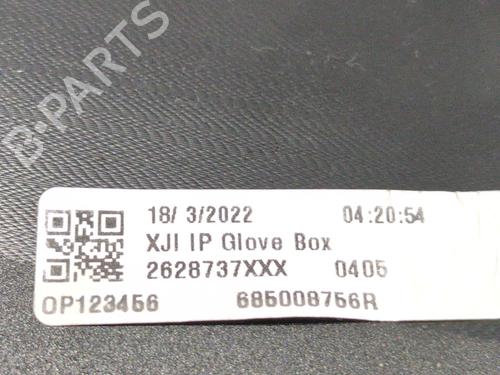 B-PARTS
18/ 3/2022 04:20:54
XJI IP Glove Box
2628737XXX 0405
OP123456 685008756R